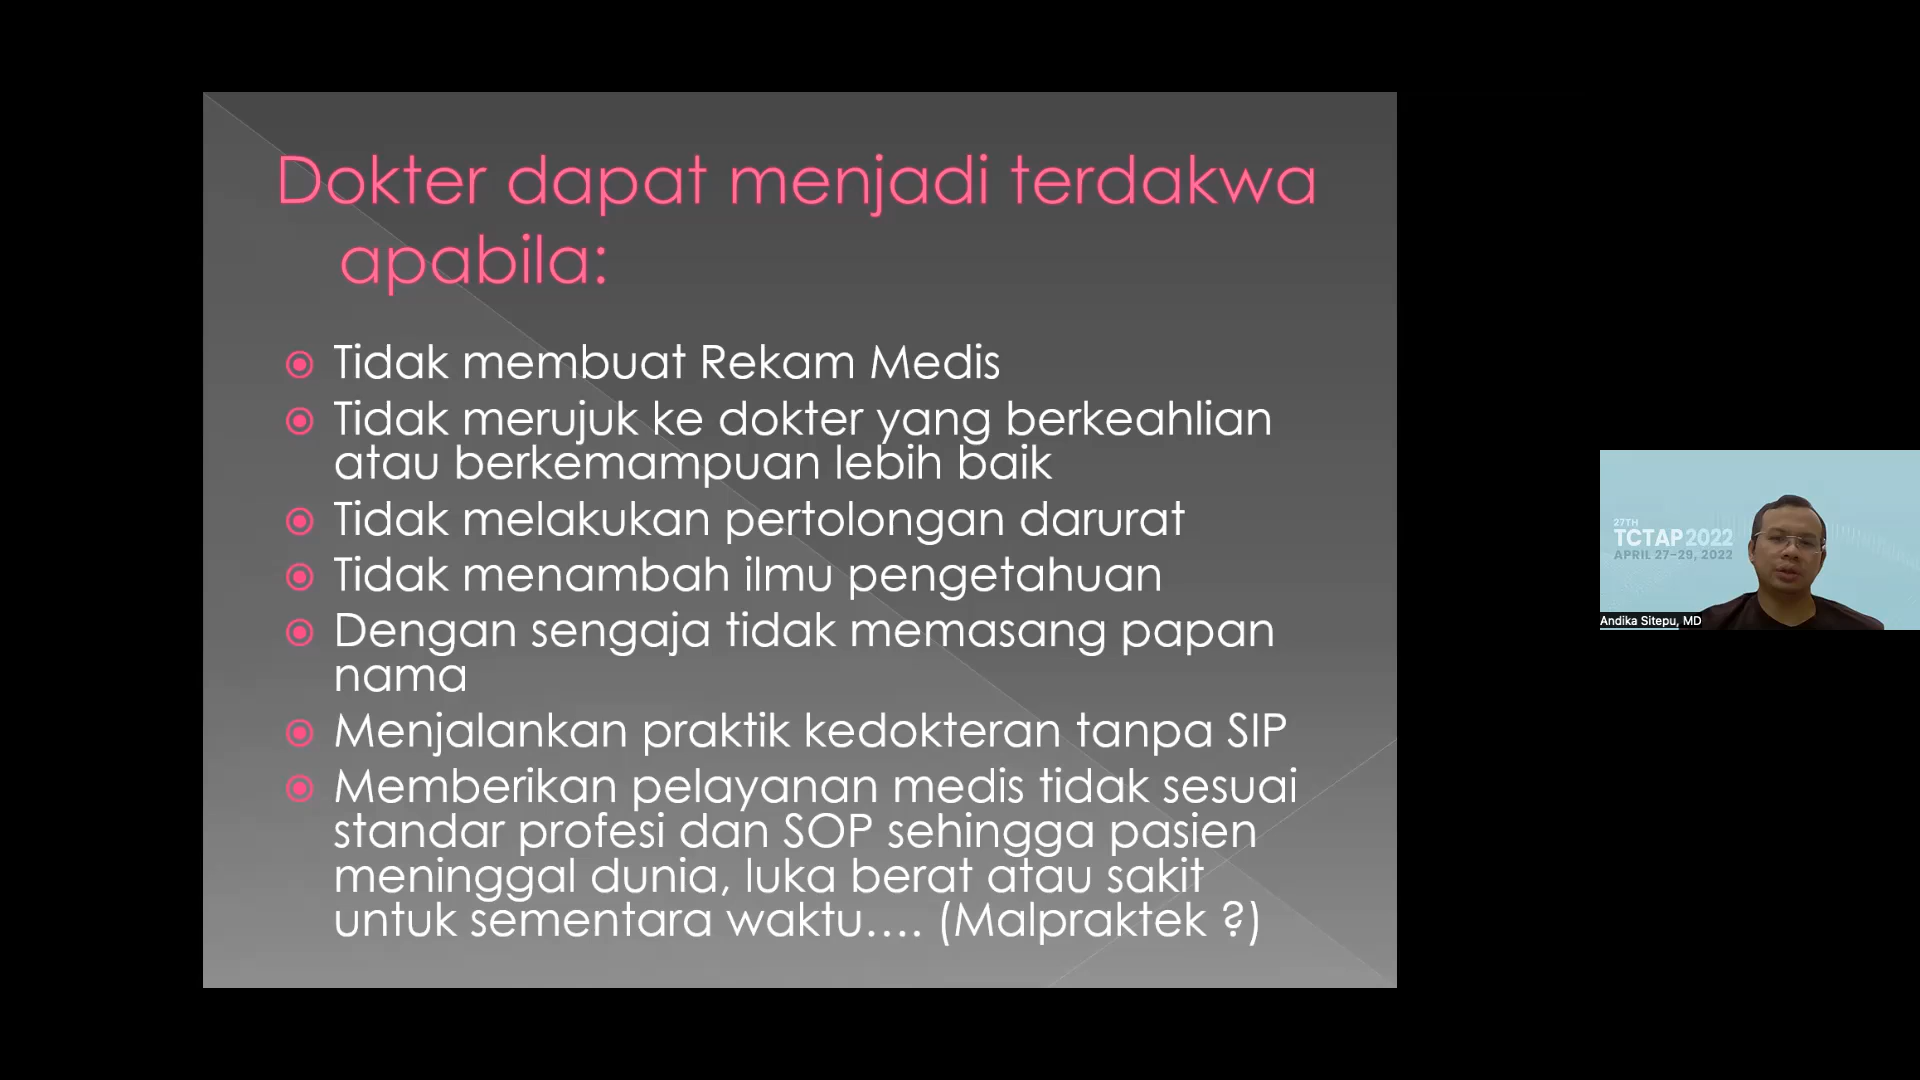 Dokter dapat menjadi terdakwa
apabila:
Tidak membuat Rekam Medis
Tidak merujuk ke dokter yang berkeahlian
atau berkemampuan lebih baik
Tidak melakukan pertolongan darurat
Tidak menambah ilmu pengetahuan
Dengan sengaja tidak memasang papan
nama
Menjalankan praktik kedokteran tanpa SIP
Memberikan pelayanan medis tidak sesuai
standar profesi dan SOP sehingga pasien
meninggal dunia, luka berat atau sakit
untuk sementara waktu.... (Malpraktek ?)
27TH
TCTAP2022
APRIL 27-29, 2022
Andika Sitepu, MD